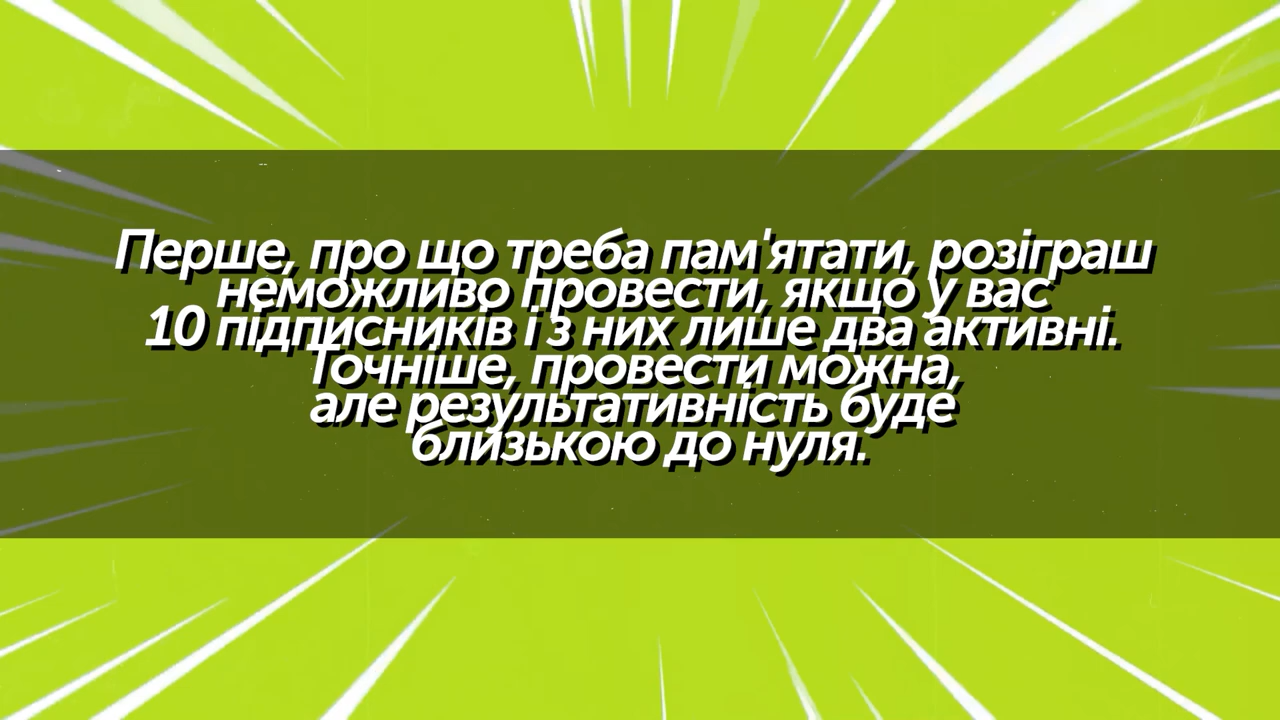 Перше, про що треба пам'ятати, розіграш
неможливо провести, якщо у вас
10 підписників і з них лише два активні.
Точніше, провести можна,
але результативність буде
близькою до нуля.